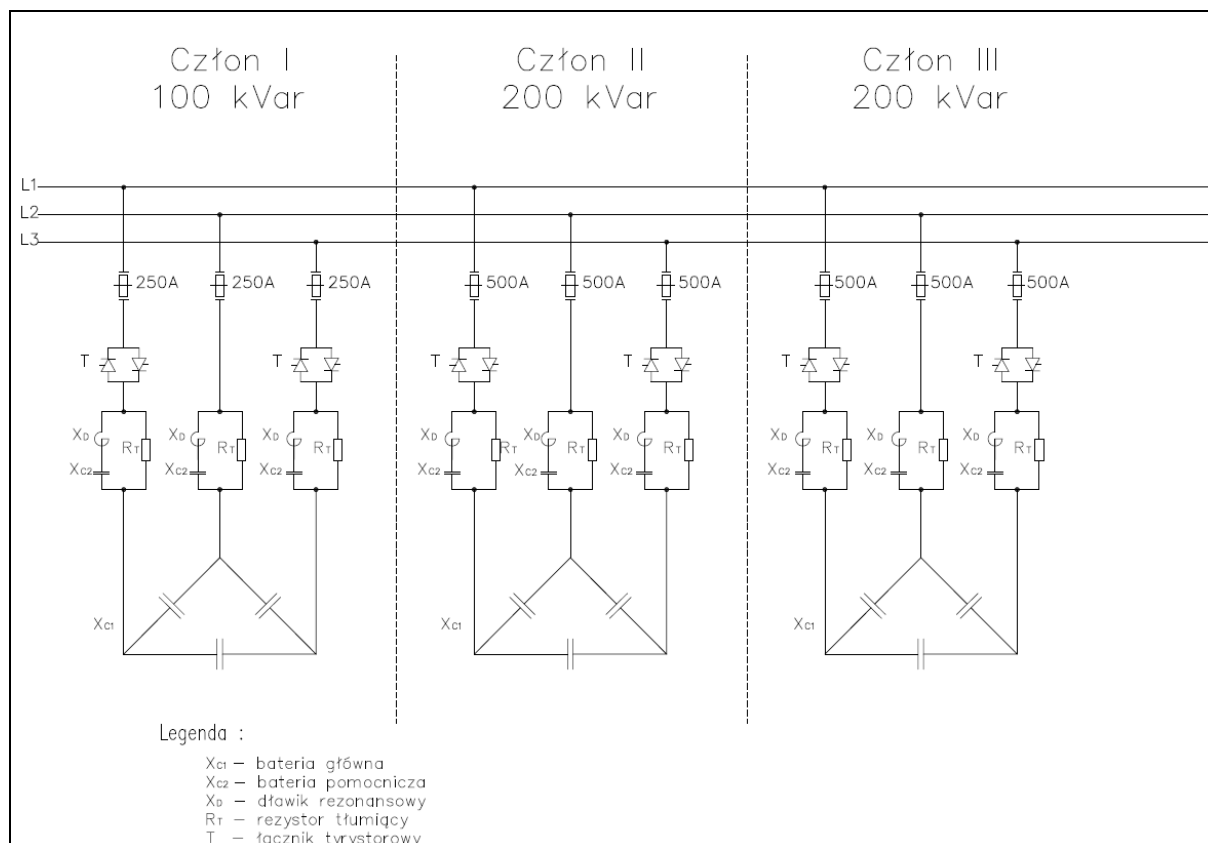 Człon I Człon II Człon III
100 kVar 200 kVar 200 kVar
L1
L2
L3
250A 250A 250A 500A 500A 500A 500A 500A 500A
T T T T T T
XD RT XD RT XD RT XD RT XD RT XD RT XD RT XD RT XD RT
XC2 XC2 XC2 XC2 XC2 XC2 XC2 XC2 XC2
XC1 XC1 XC1
Legenda :
XC1 – bateria główna
XC2 – bateria pomocnicza
XD – dławik rezonansowy
RT – rezystor tłumiący
T – łącznik tyrystorowy